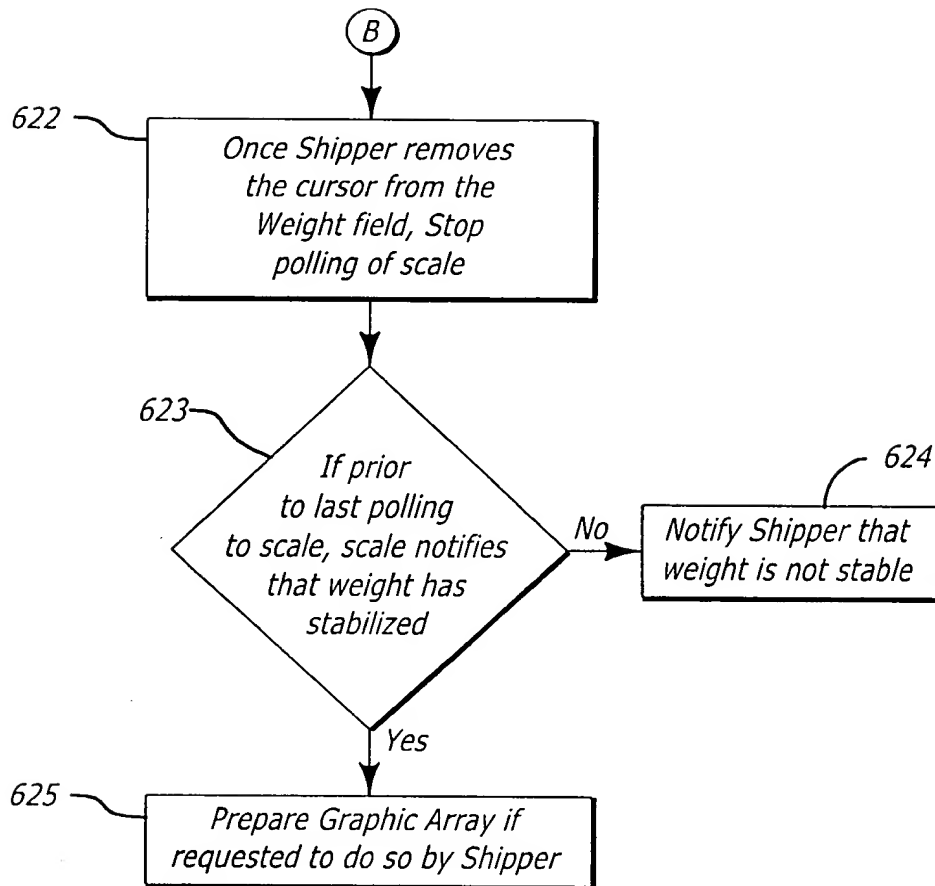 B
622
Once Shipper removes
the cursor from the
Weight field, Stop
polling of scale
623
If prior
to last polling
to scale, scale notifies
that weight has
stabilized
No
624
Notify Shipper that
weight is not stable
Yes
625
Prepare Graphic Array if
requested to do so by Shipper